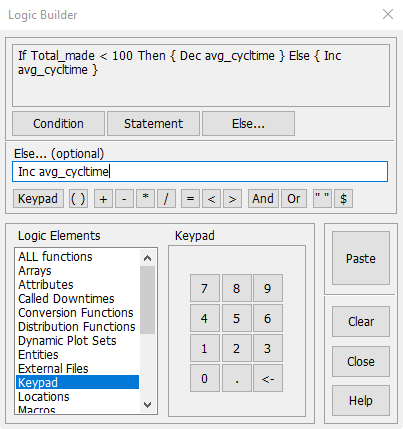 Logic Builder
If Total_made < 100 Then { Dec avg_cycltime } Else { Inc
avg_cycltime }
Condition Statement Else...
Else... (optional)
Inc avg_cycltime
Keypad ( ) + - * / = < > And Or " " $
Logic Elements Keypad
ALL functions
Arrays
Attributes
Called Downtimes
Conversion Functions
Distribution Functions
Dynamic Plot Sets
Entities
External Files
Keypad
Locations
Macros
7 8 9
4 5 6
1 2 3
0 . <-
Paste
Clear
Close
Help